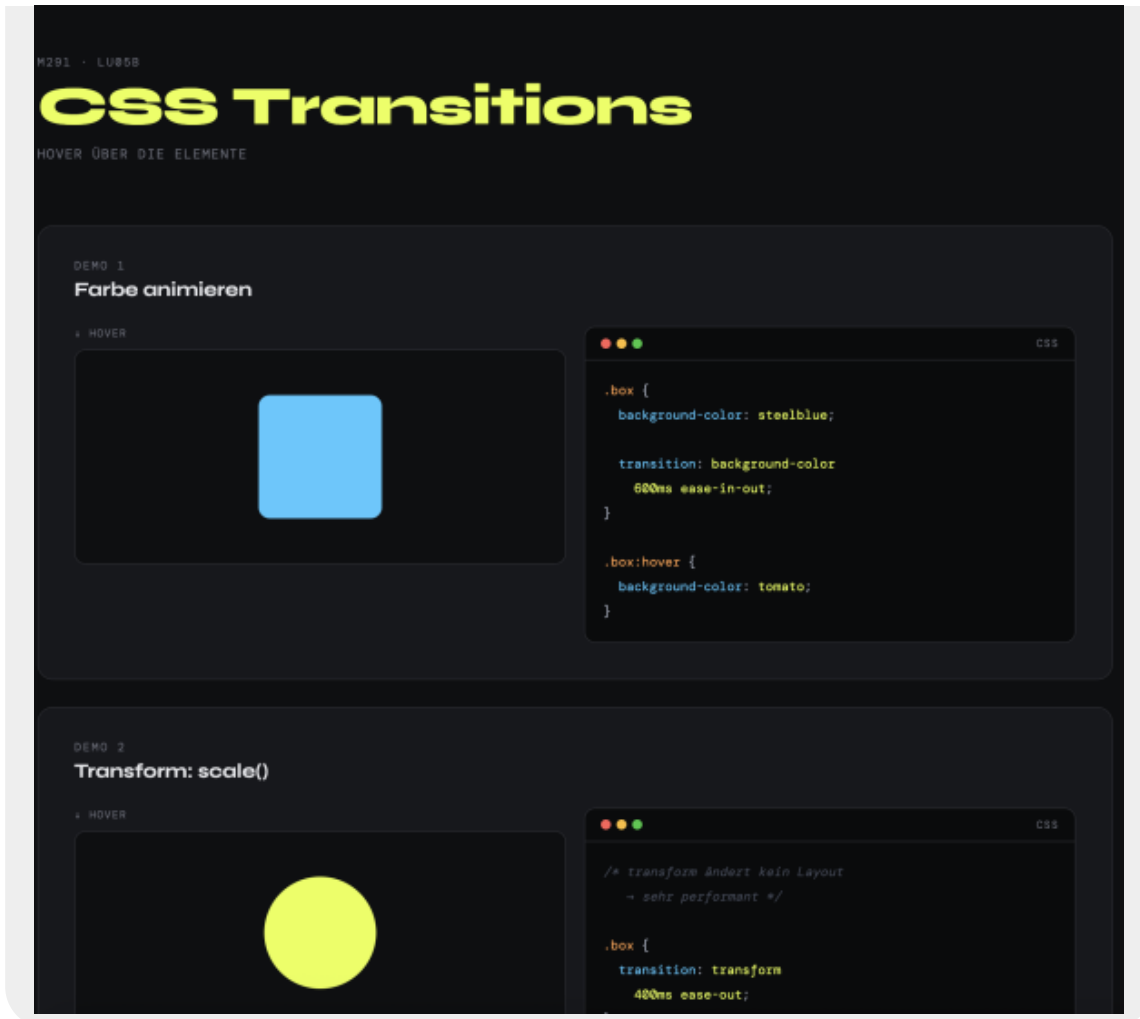 M291 · LU05B
CSS Transitions
HOVER ÜBER DIE ELEMENTE
DEMO 1
Farbe animieren
↓ HOVER
CSS
.box {
background-color: steelblue;
transition: background-color
600ms ease-in-out;
}
.box:hover {
background-color: tomato;
}
DEMO 2
Transform: scale()
↓ HOVER
CSS
/* transform ändert kein Layout
→ sehr performant */
.box {
transition: transform
400ms ease-out;